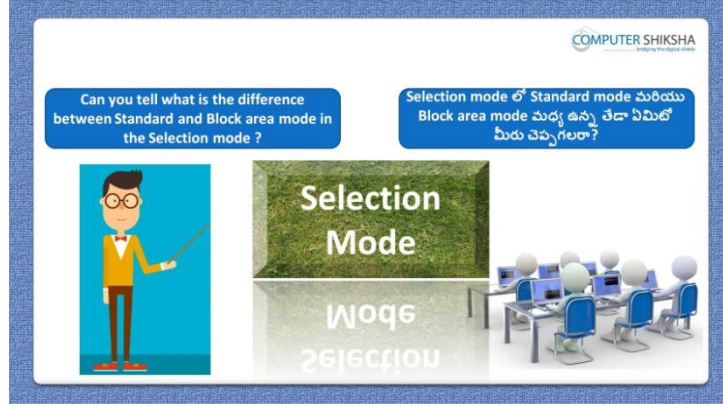 COMPUTER SHIKSHA
bridging the digital divide
Can you tell what is the difference
between Standard and Block area mode in
the Selection mode ?
Selection mode లో Standard mode మరియు
Block area mode మధ్య ఉన్న తేడా ఏమిటో
మీరు చెప్పగలరా?
Selection
Mode